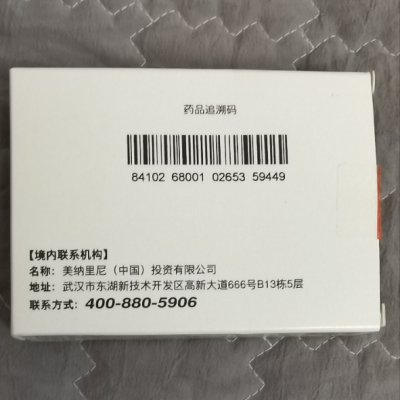 药品追溯码
84102 68001 02653 59449
【境内联系机构】
名称：美纳里尼（中国）投资有限公司
地址：武汉市东湖新技术开发区高新大道666号B13栋5层
联系方式：400-880-5906